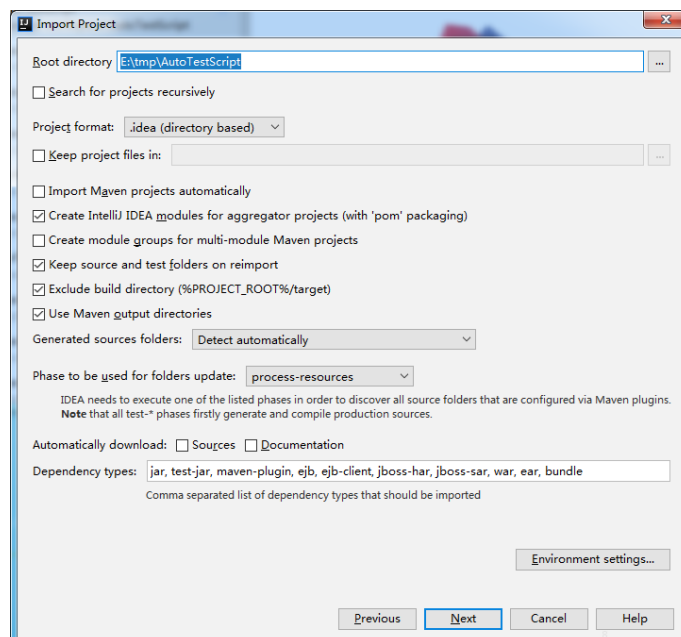 Import Project
Root directory E:\tmp\AutoTestScript ...
Search for projects recursively
Project format: .idea (directory based)
Keep project files in: ...
Import Maven projects automatically
Create IntelliJ IDEA modules for aggregator projects (with 'pom' packaging)
Create module groups for multi-module Maven projects
Keep source and test folders on reimport
Exclude build directory (%PROJECT_ROOT%/target)
Use Maven output directories
Generated sources folders: Detect automatically
Phase to be used for folders update: process-resources
IDEA needs to execute one of the listed phases in order to discover all source folders that are configured via Maven plugins.
Note that all test-* phases firstly generate and compile production sources.
Automatically download: Sources Documentation
Dependency types: jar, test-jar, maven-plugin, ejb, ejb-client, jboss-har, jboss-sar, war, ear, bundle
Comma separated list of dependency types that should be imported
Environment settings...
Previous Next Cancel Help